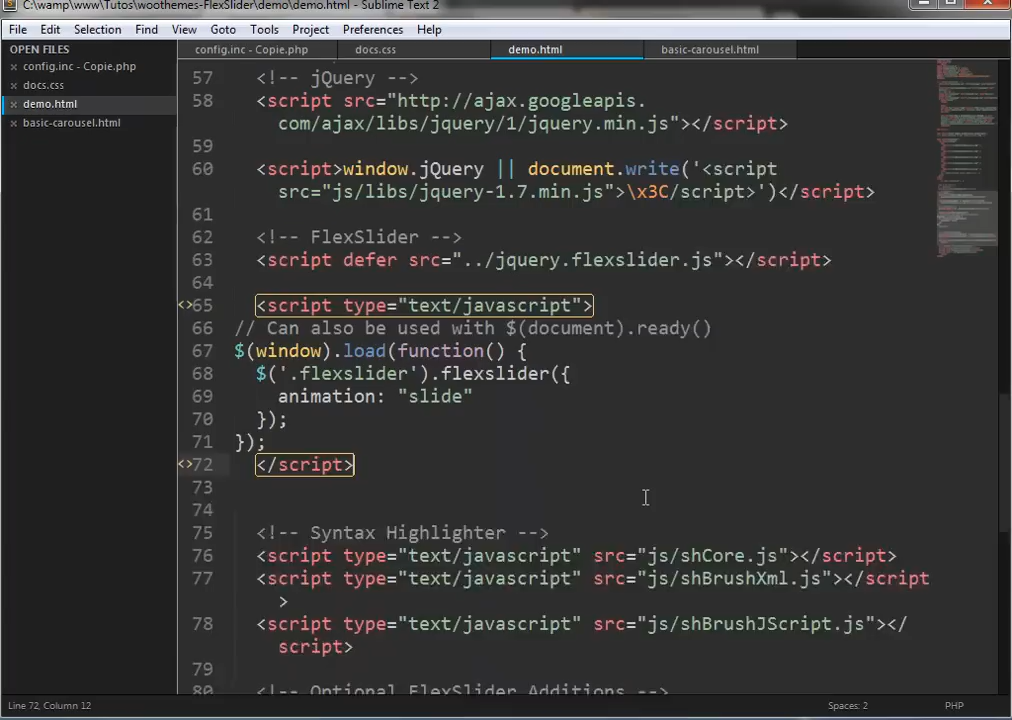 C:\wamp\www\Tutos\woothemes-FlexSlider\demo\demo.html - Sublime Text 2
File Edit Selection Find View Goto Tools Project Preferences Help
OPEN FILES
config.inc - Copie.php
docs.css
demo.html
basic-carousel.html
config.inc - Copie.php docs.css demo.html basic-carousel.html
57 <!-- jQuery -->
58 <script src="http://ajax.googleapis.
com/ajax/libs/jquery/1/jquery.min.js"></script>
59
60 <script>window.jQuery || document.write('<script
src="js/libs/jquery-1.7.min.js">\x3C/script>')</script>
61
62 <!-- FlexSlider -->
63 <script defer src="../jquery.flexslider.js"></script>
64
65 <script type="text/javascript">
66 // Can also be used with $(document).ready()
67 $(window).load(function() {
68 $('.flexslider').flexslider({
69 animation: "slide"
70 });
71 });
72 </script>
73
74
75 <!-- Syntax Highlighter -->
76 <script type="text/javascript" src="js/shCore.js"></script>
77 <script type="text/javascript" src="js/shBrushXml.js"></script
>
78 <script type="text/javascript" src="js/shBrushJScript.js"></
script>
79
80 <!-- Optional FlexSlider Additions -->
Line 72, Column 12 Spaces: 2 PHP